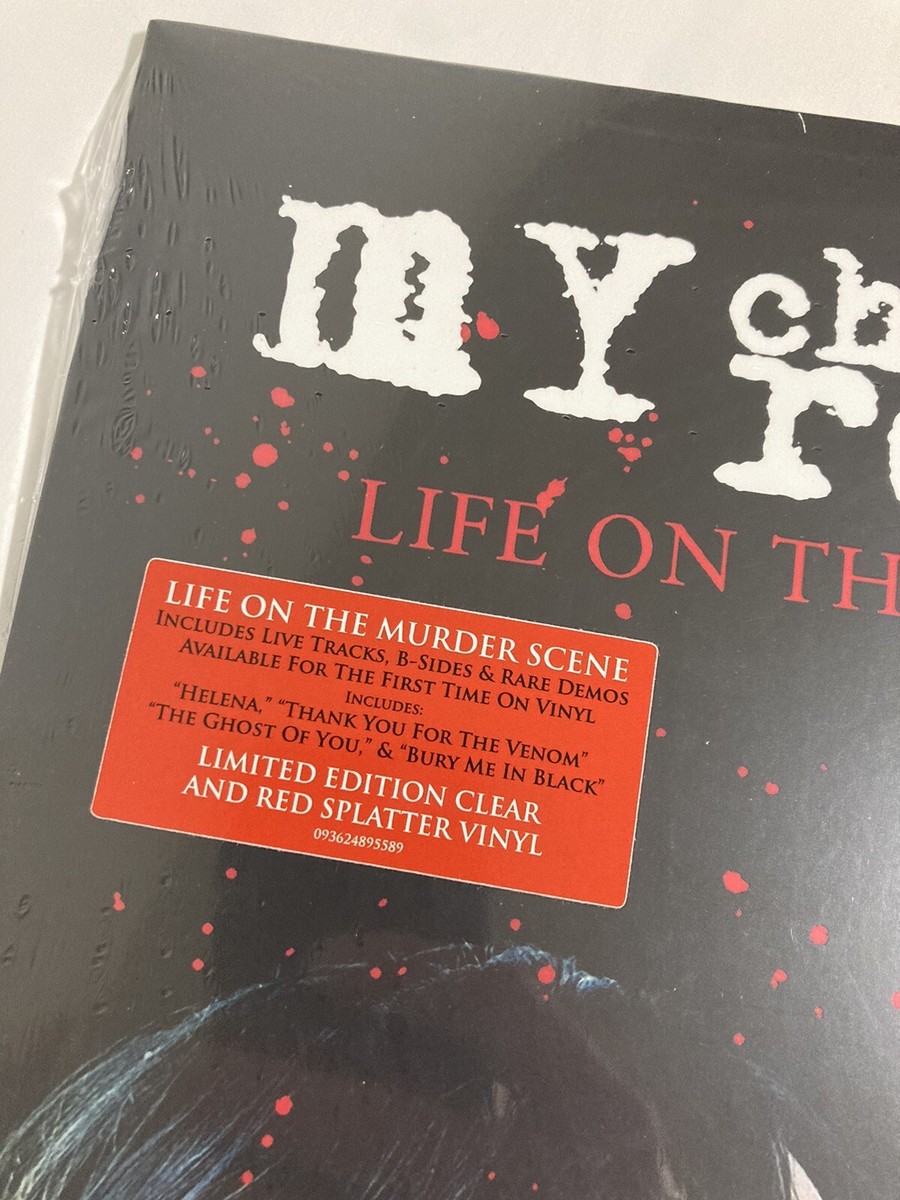 my ch
r
LIFE ON TH
LIFE ON THE MURDER SCENE
INCLUDES LIVE TRACKS, B-SIDES & RARE DEMOS
AVAILABLE FOR THE FIRST TIME ON VINYL
INCLUDES:
“HELENA,” “THANK YOU FOR THE VENOM”
“THE GHOST OF YOU,” & “BURY ME IN BLACK”
LIMITED EDITION CLEAR
AND RED SPLATTER VINYL
093624895589